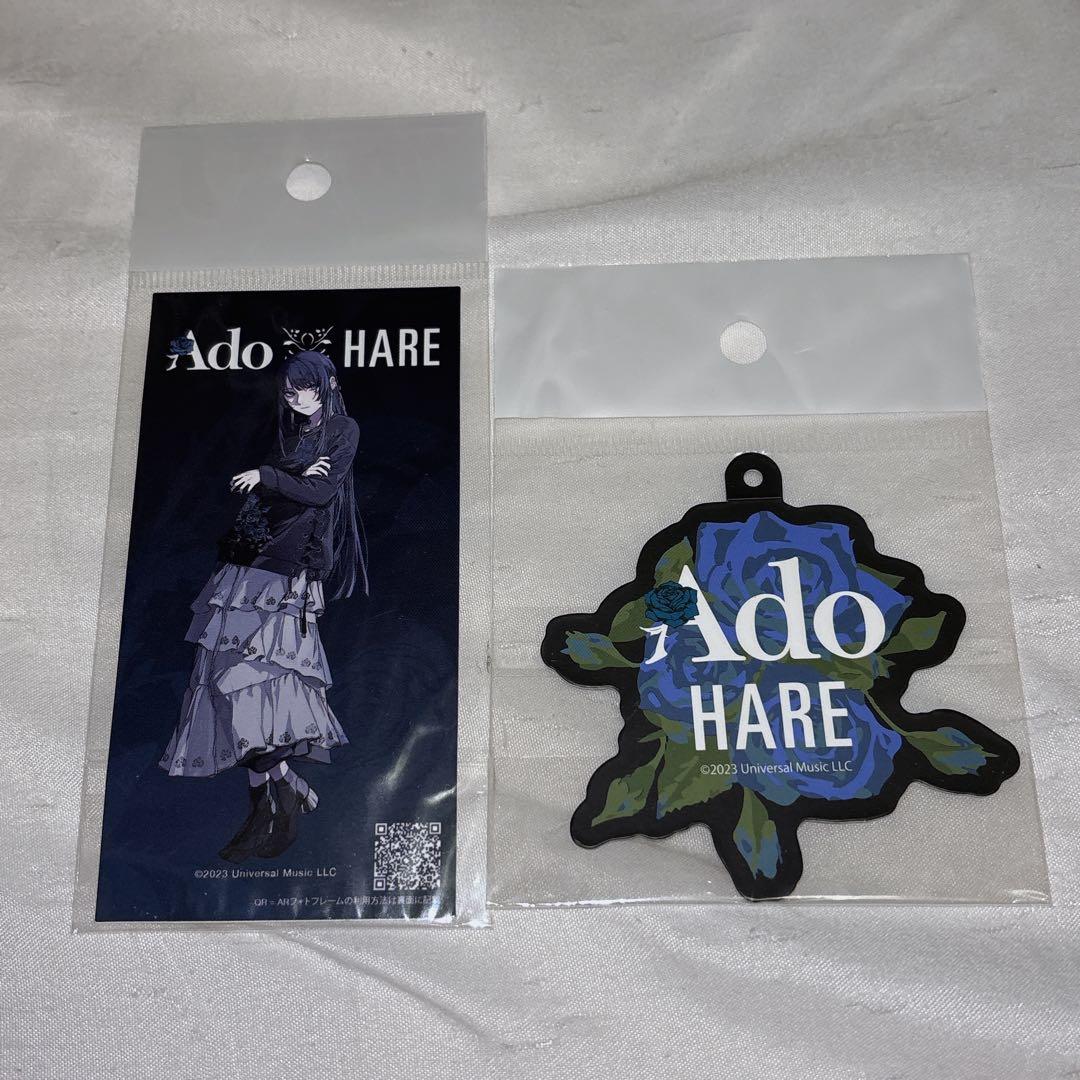 Ado HARE
©2023 Universal Music LLC
QR = ARフォトフレームの利用方法は裏面に記載
Ado
HARE
©2023 Universal Music LLC